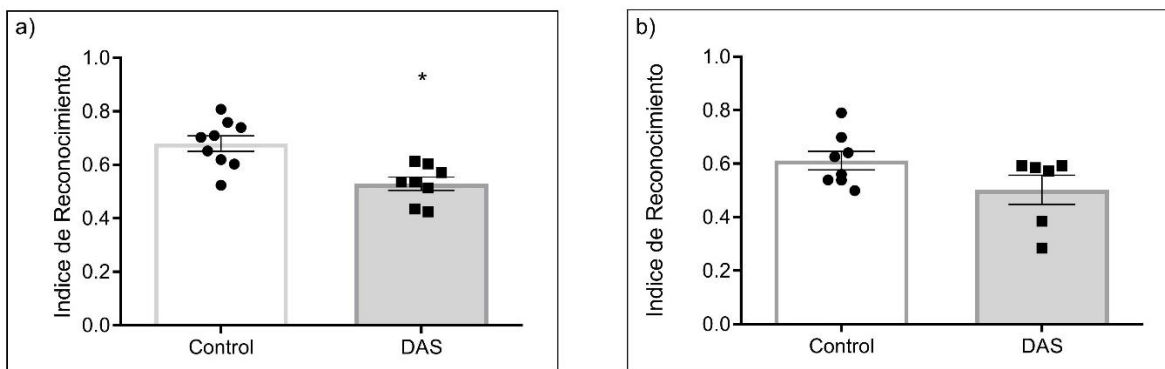 a)
Indice de Reconocimiento
1.0
0.8
0.6
0.4
0.2
0.0
*
Control DAS
b)
Indice de Reconocimiento
1.0
0.8
0.6
0.4
0.2
0.0
Control DAS